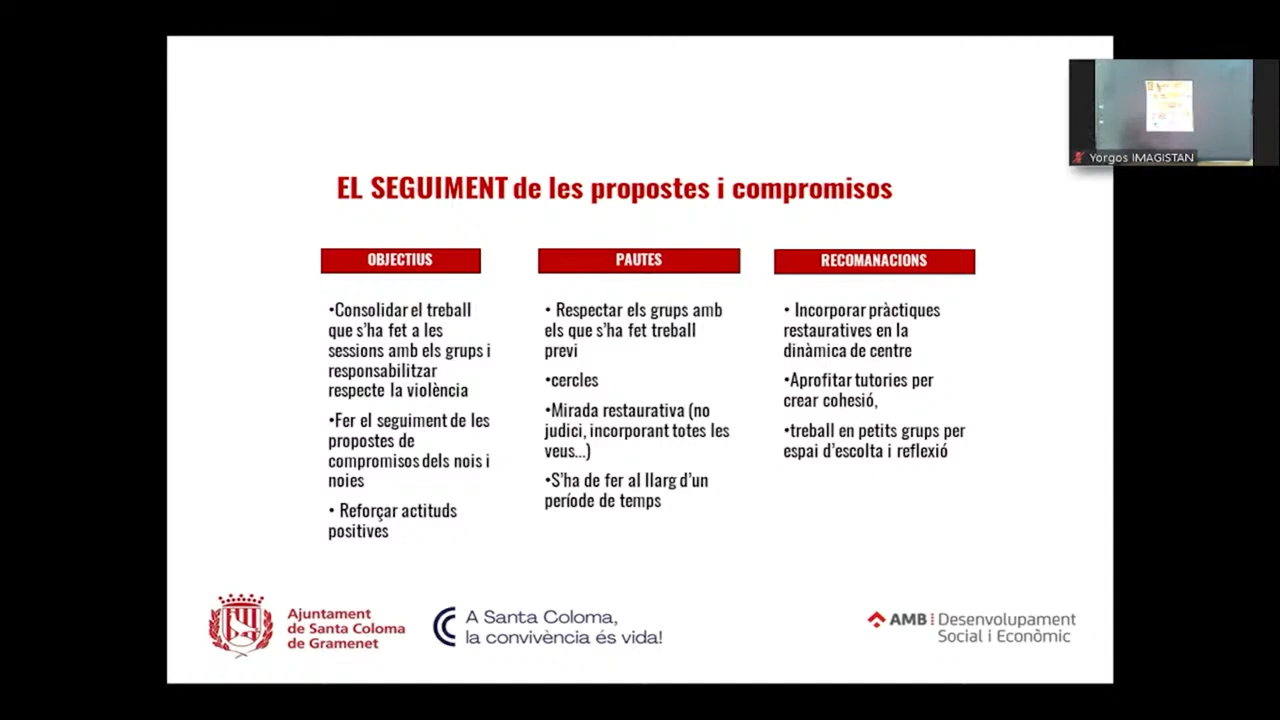 EL SEGUIMENT de les propostes i compromisos
OBJECTIUS
•Consolidar el treball
que s'ha fet a les
sessions amb els grups i
responsabilitzar
respecte la violència
•Fer el seguiment de les
propostes de
compromisos dels nois i
noies
• Reforçar actituds
positives
PAUTES
• Respectar els grups amb
els que s'ha fet treball
previ
•cercles
•Mirada restaurativa (no
judici, incorporant totes les
veus...)
•S'ha de fer al llarg d'un
període de temps
RECOMANACIONS
• Incorporar pràctiques
restauratives en la
dinàmica de centre
•Aprofitar tutories per
crear cohesió,
•treball en petits grups per
espai d'escolta i reflexió
Ajuntament
de Santa Coloma
de Gramenet
A Santa Coloma,
la convivència és vida!
AMB Desenvolupament
Social i Econòmic
Yorgos IMAGISTAN